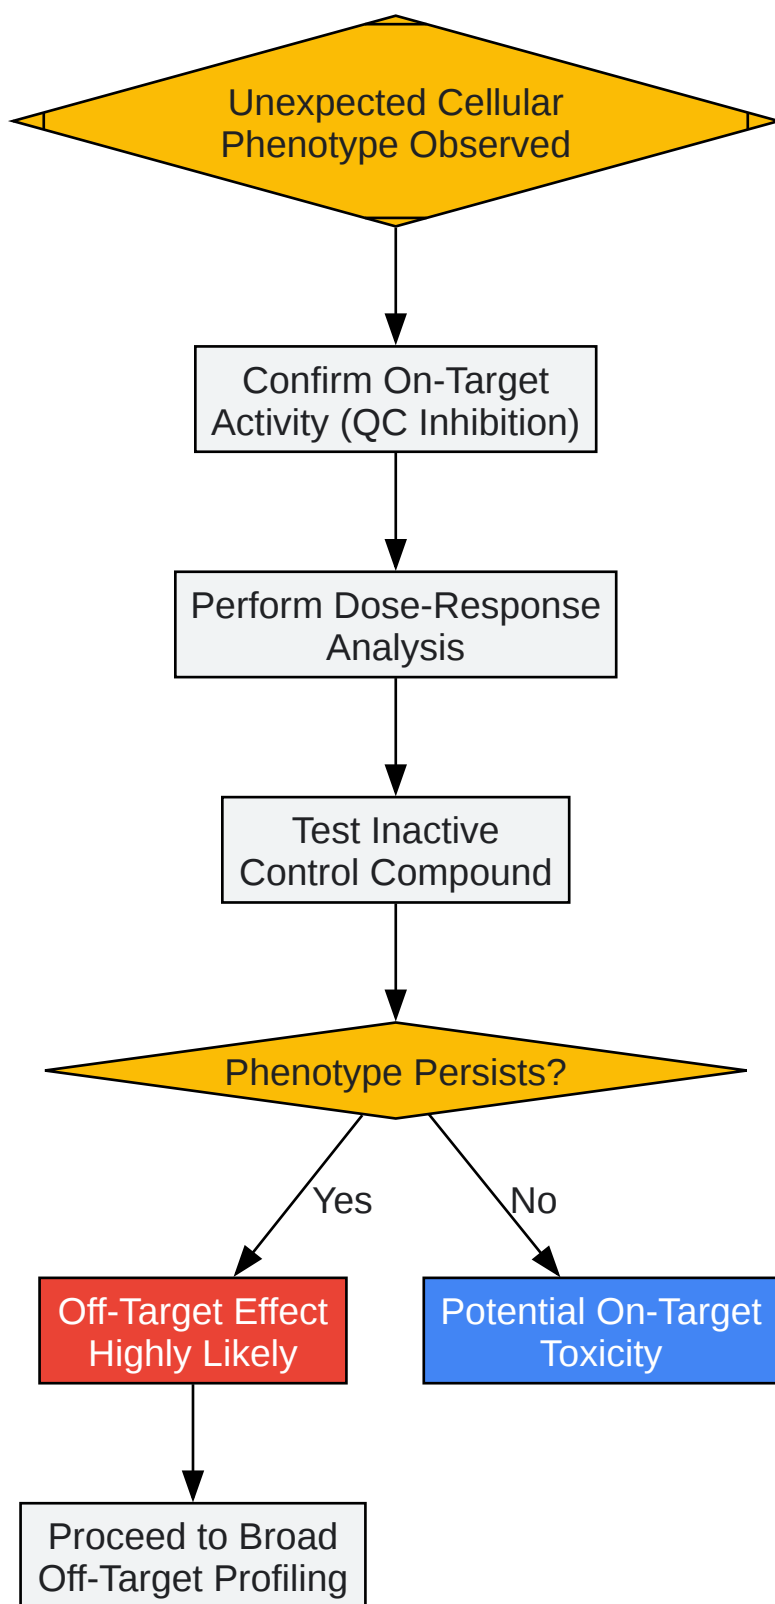 Unexpected Cellular
Phenotype Observed
Confirm On-Target
Activity (QC Inhibition)
Perform Dose-Response
Analysis
Test Inactive
Control Compound
Phenotype Persists?
Yes
No
Off-Target Effect
Highly Likely
Potential On-Target
Toxicity
Proceed to Broad
Off-Target Profiling